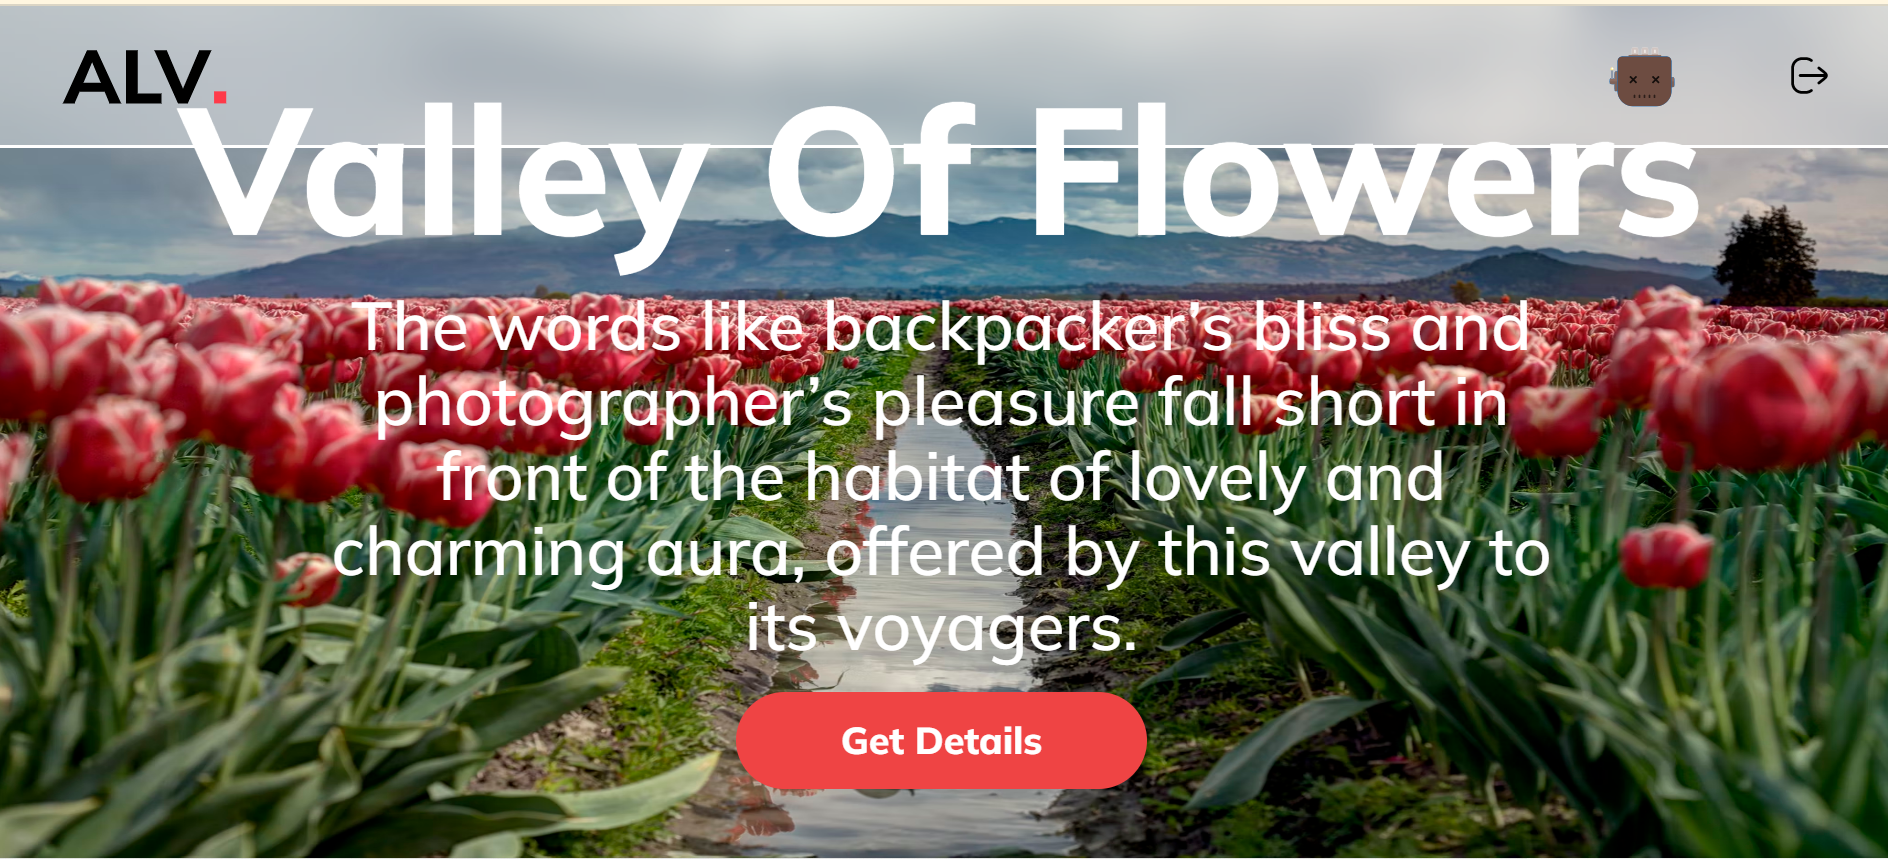 ALV.
Valley Of Flowers
The words like backpacker's bliss and
photographer’s pleasure fall short in
front of the habitat of lovely and
charming aura, offered by this valley to
its voyagers.
Get Details